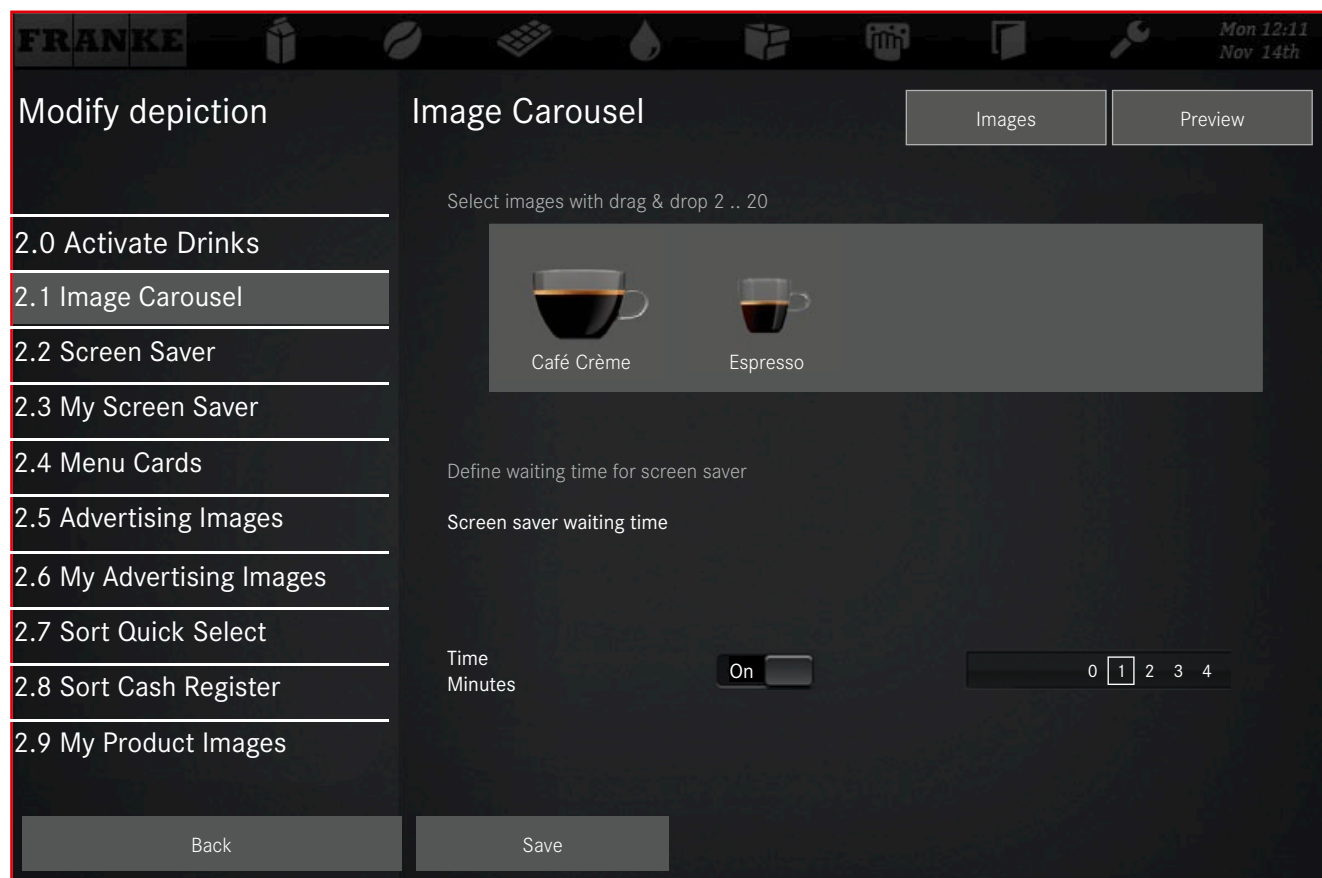 FRANKE
Mon 12:11
Nov 14th
Modify depiction
Image Carousel
Images
Preview
2.0 Activate Drinks
2.1 Image Carousel
2.2 Screen Saver
2.3 My Screen Saver
2.4 Menu Cards
2.5 Advertising Images
2.6 My Advertising Images
2.7 Sort Quick Select
2.8 Sort Cash Register
2.9 My Product Images
Select images with drag & drop 2 .. 20
Café Crème
Espresso
Define waiting time for screen saver
Screen saver waiting time
Time
Minutes
On
0 1 2 3 4
Back
Save